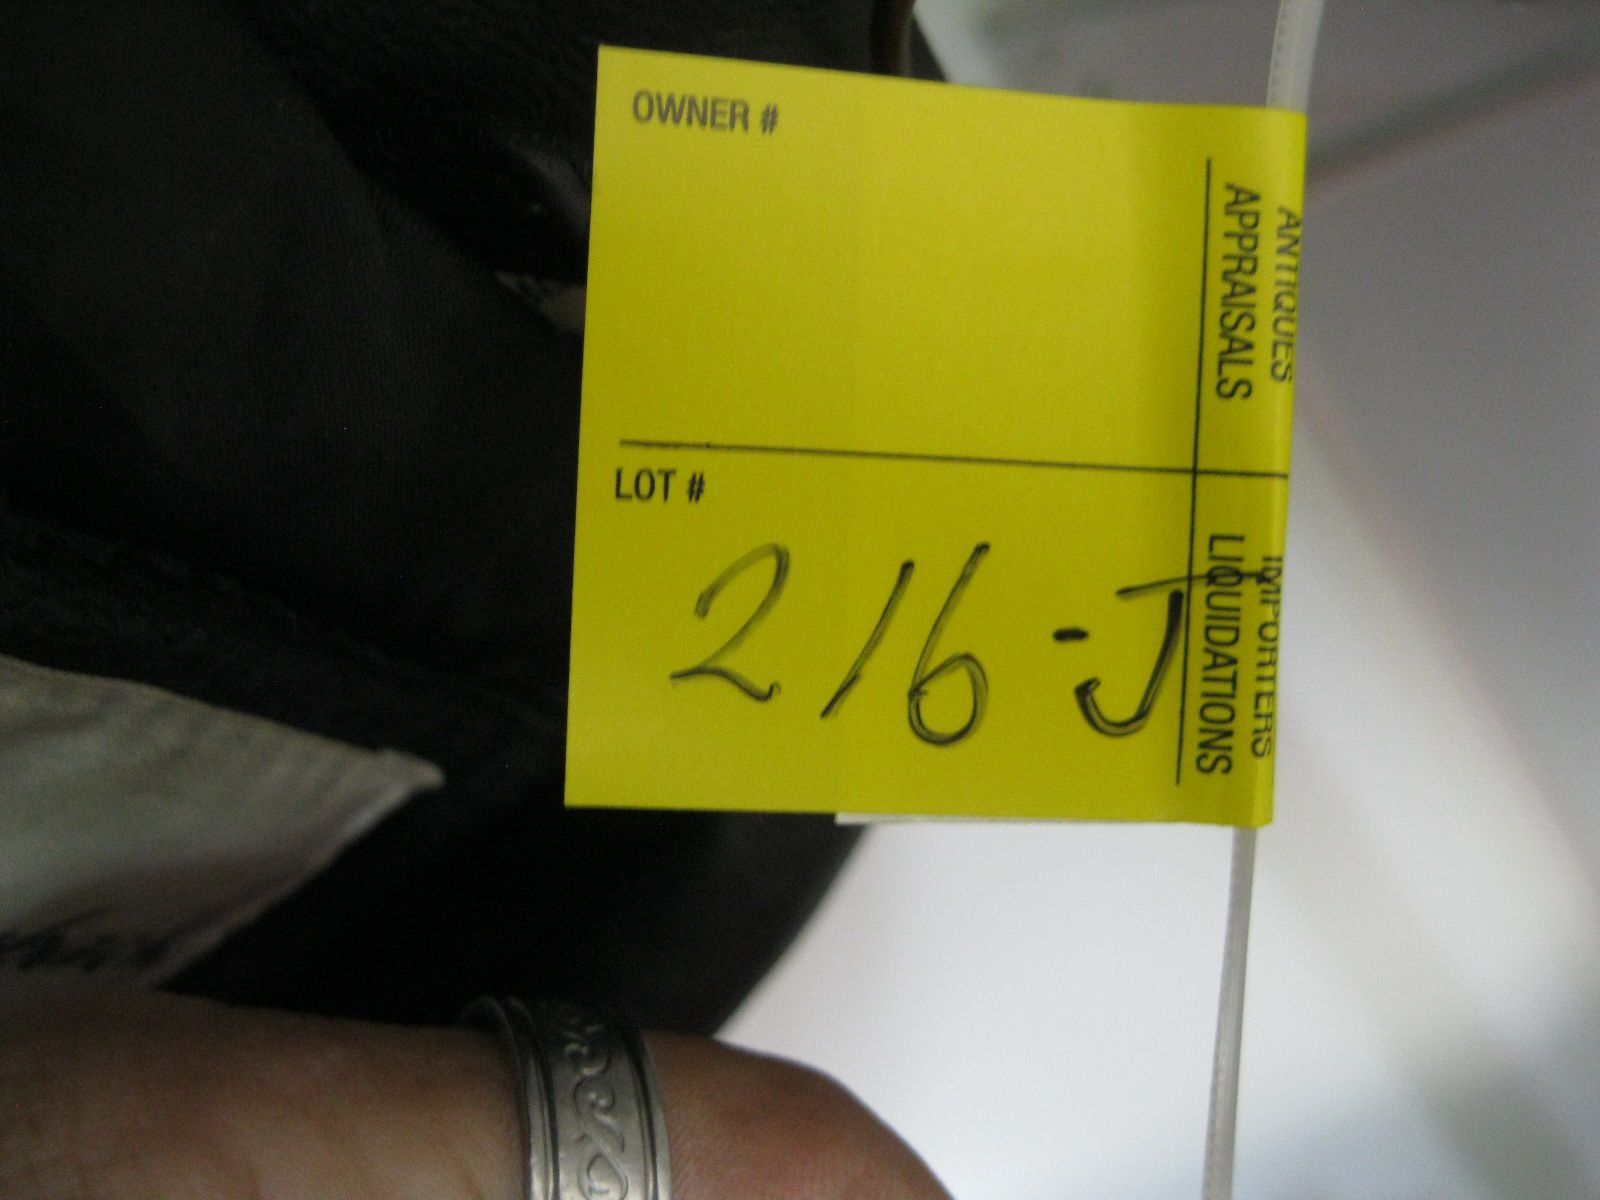 OWNER #
ANTIQUES
APPRAISALS
LOT #
216-J
IMPORTERS
LIQUIDATIONS